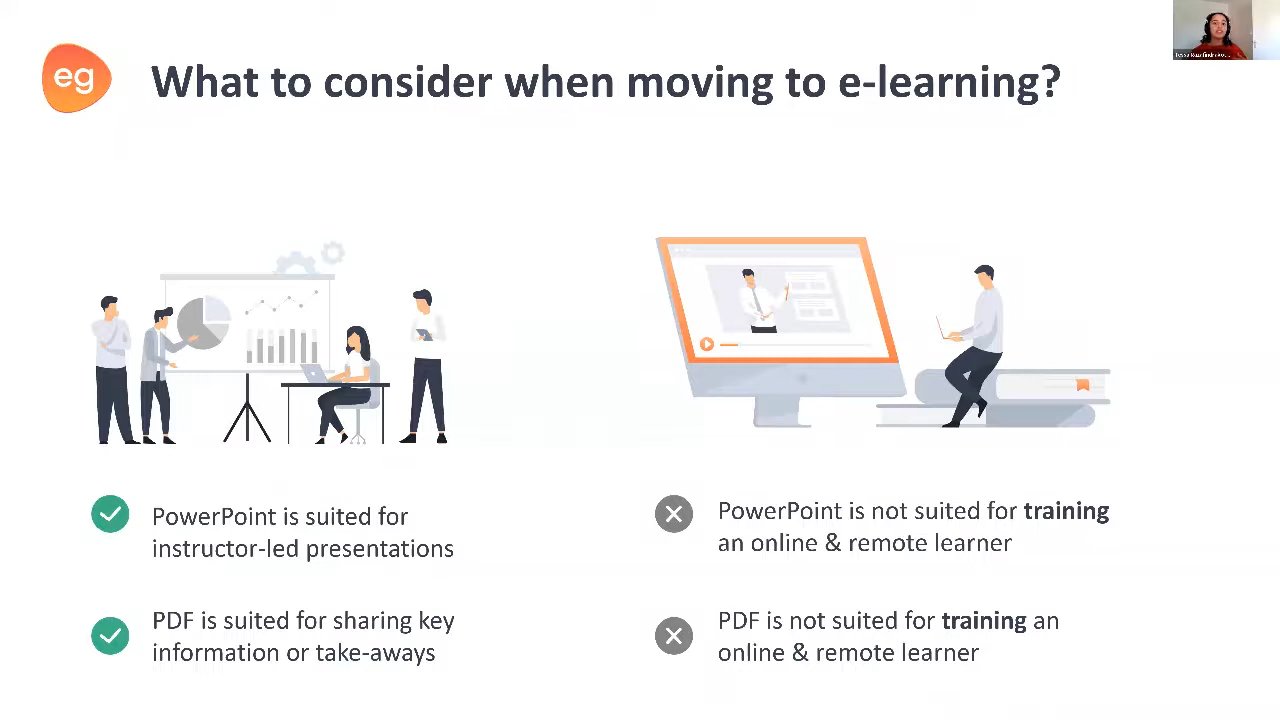 eg
What to consider when moving to e-learning?
PowerPoint is suited for
instructor-led presentations
PDF is suited for sharing key
information or take-aways
PowerPoint is not suited for training
an online & remote learner
PDF is not suited for training an
online & remote learner